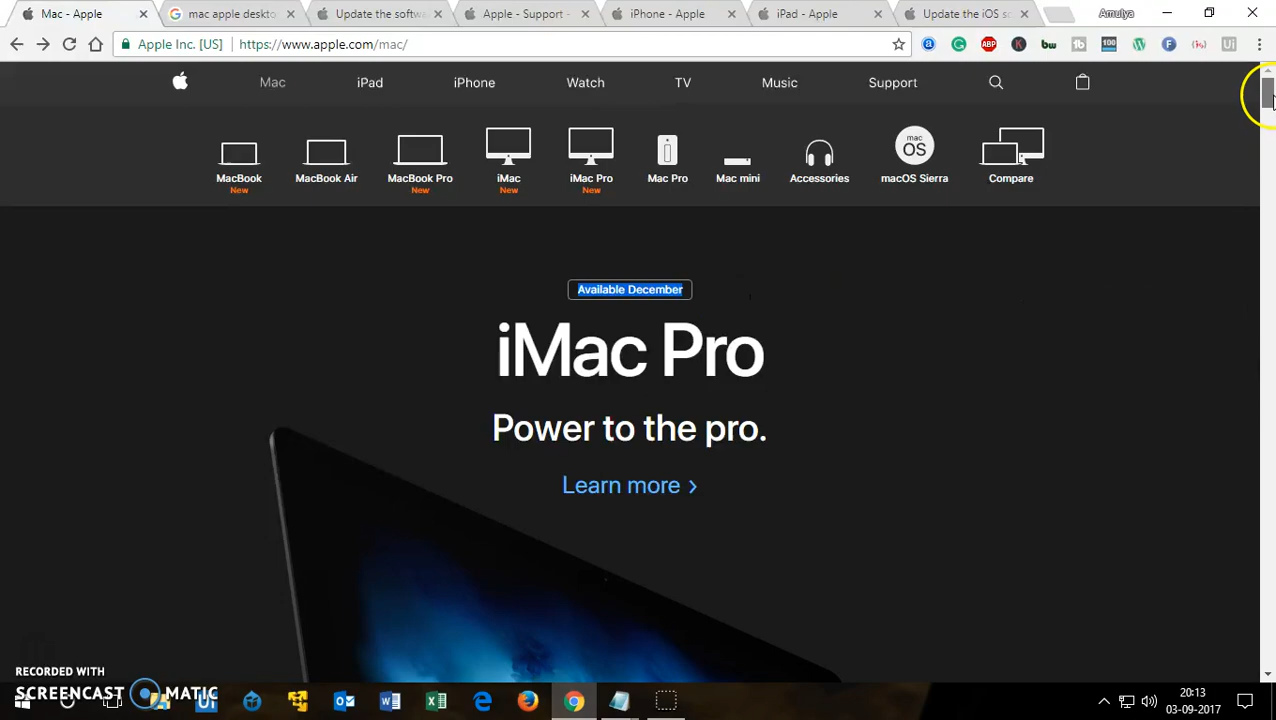 Mac - Apple
mac apple deskto
Update the softwa
Apple - Support -
iPhone - Apple
iPad - Apple
Update the iOS so
Amulya
Apple Inc. [US]
https://www.apple.com/mac/
Mac
iPad
iPhone
Watch
TV
Music
Support
MacBook
New
MacBook Air
MacBook Pro
New
iMac
New
iMac Pro
New
Mac Pro
Mac mini
Accessories
mac
OS
macOS Sierra
Compare
Available December
iMac Pro
Power to the pro.
Learn more >
RECORDED WITH
SCREENCAST MATIC
20:13
03-09-2017